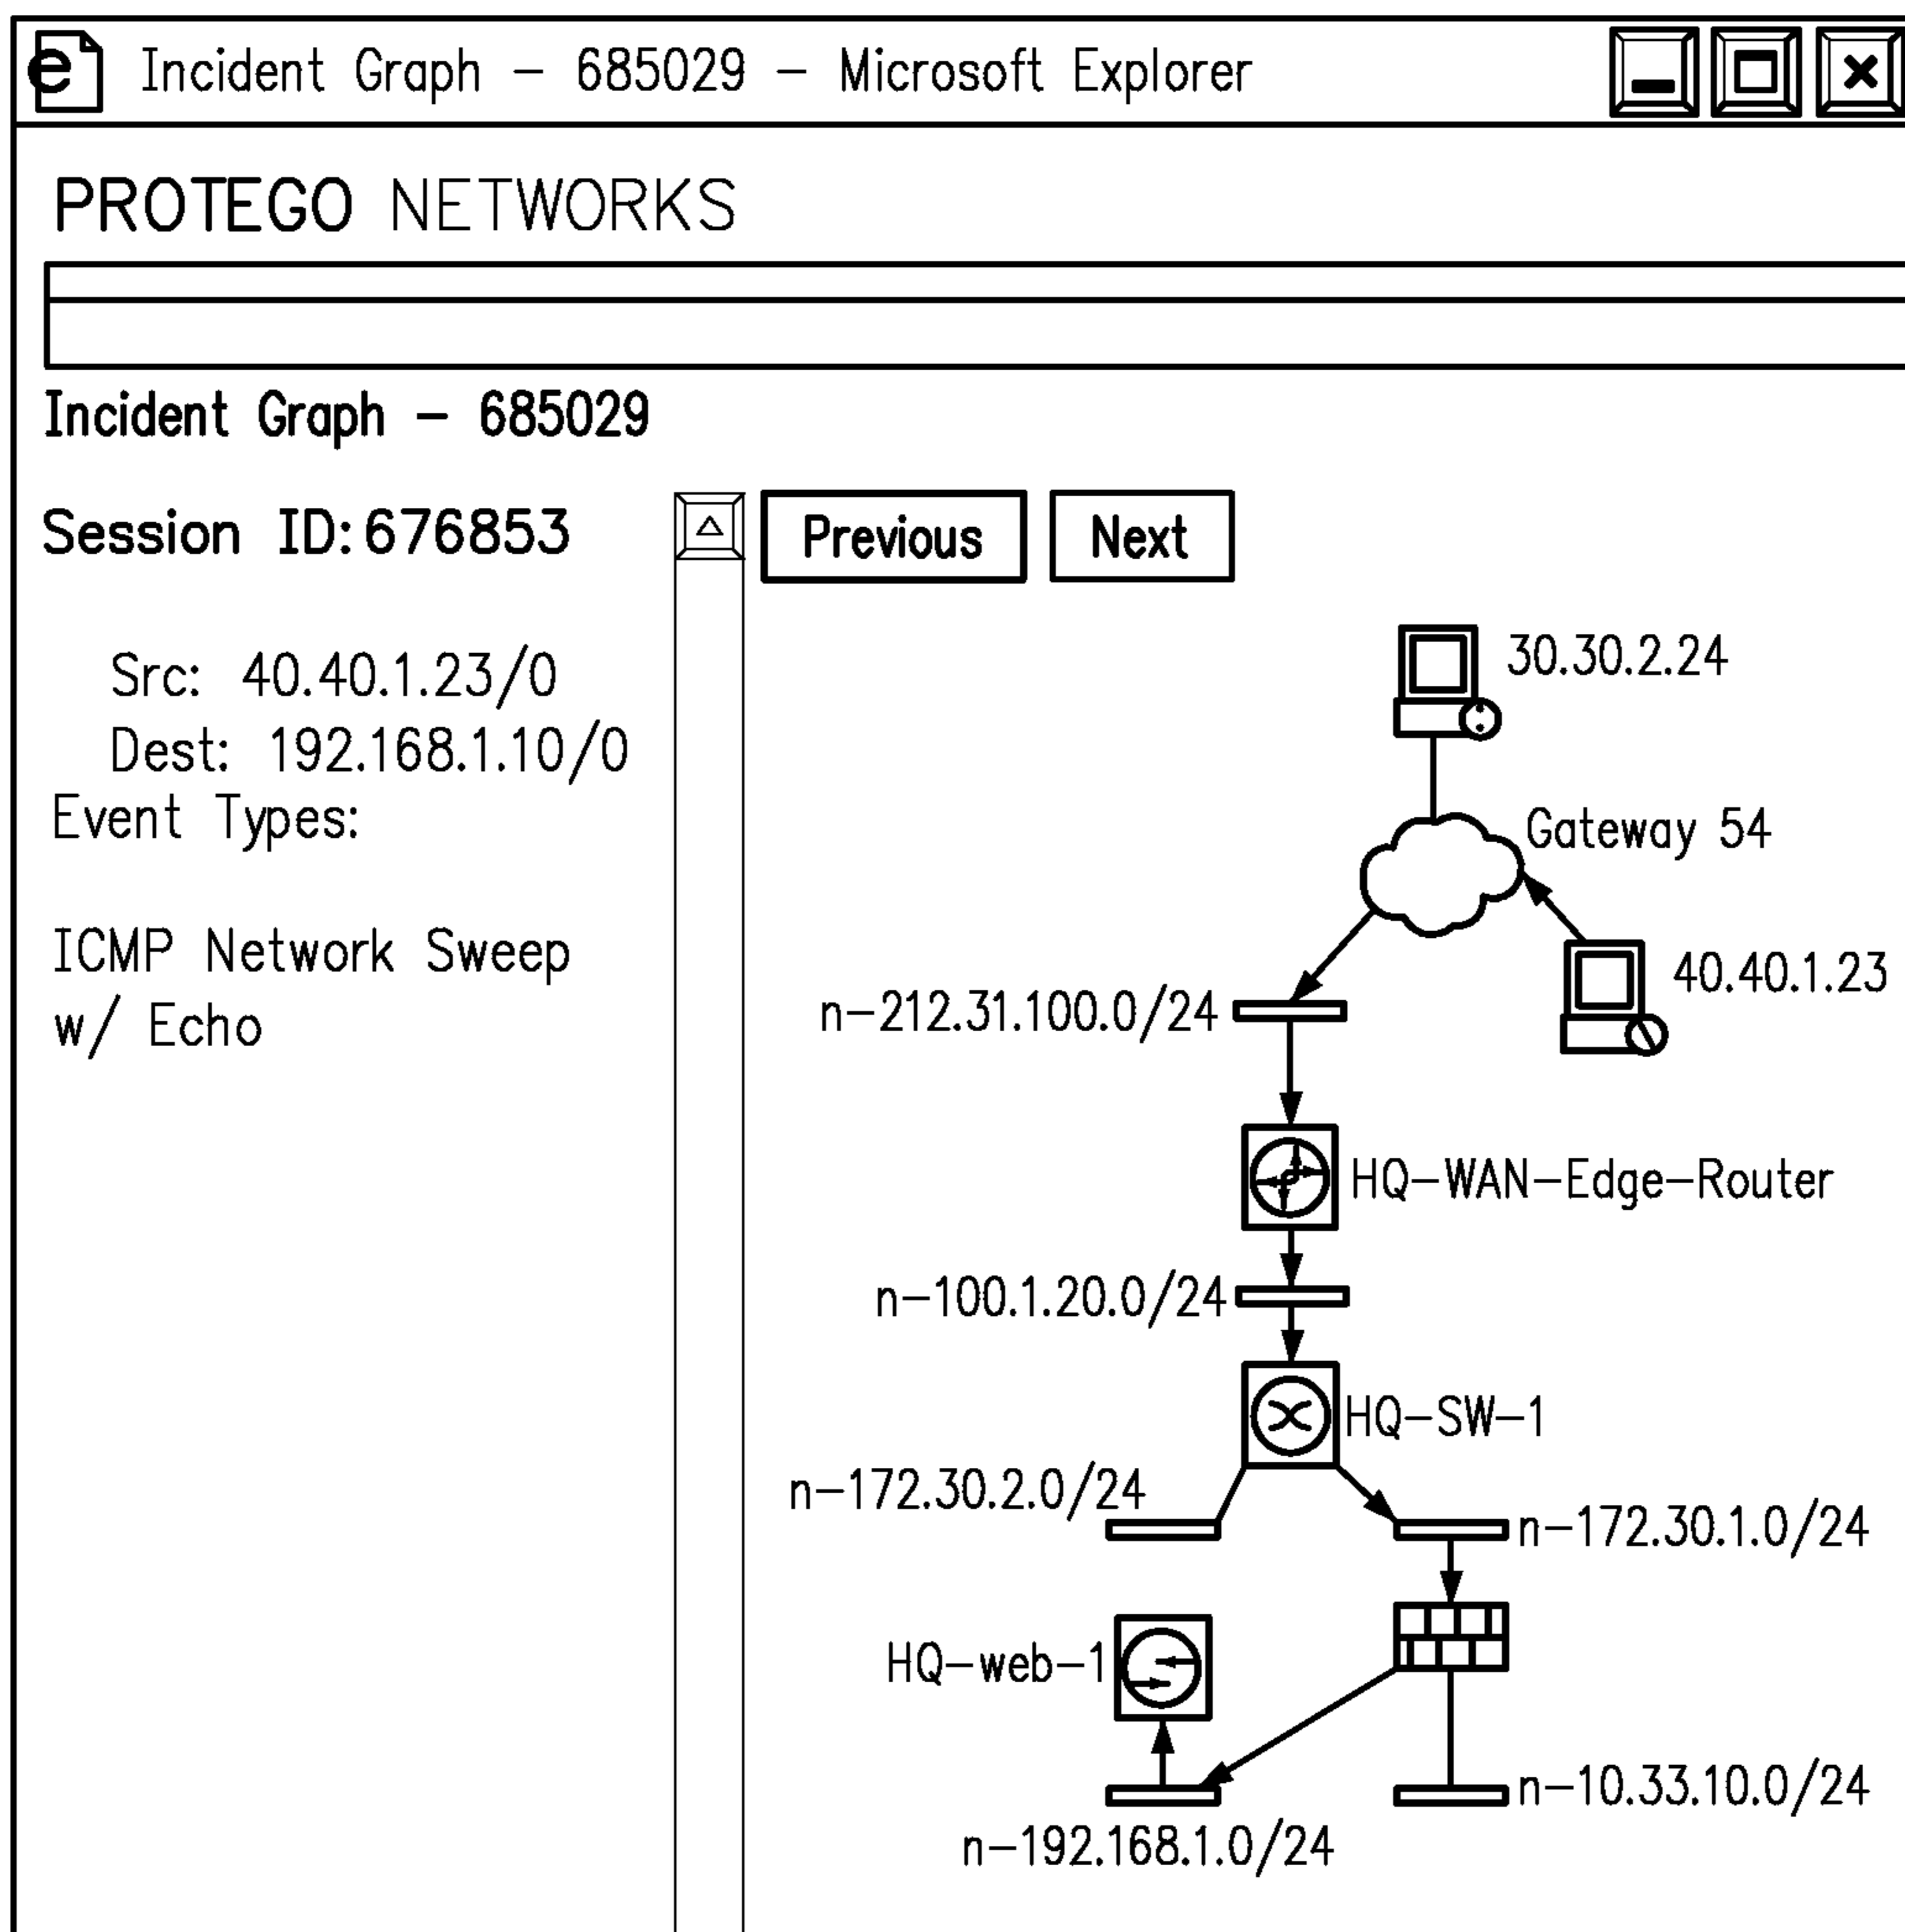 Incident Graph - 685029 - Microsoft Explorer
PROTEGO NETWORKS
Incident Graph - 685029
Session ID: 676853
Previous
Next
Src: 40.40.1.23/0
Dest: 192.168.1.10/0
Event Types:
ICMP Network Sweep
w/ Echo
30.30.2.24
Gateway 54
40.40.1.23
n-212.31.100.0/24
HQ-WAN-Edge-Router
n-100.1.20.0/24
HQ-SW-1
n-172.30.2.0/24
n-172.30.1.0/24
HQ-web-1
n-10.33.10.0/24
n-192.168.1.0/24